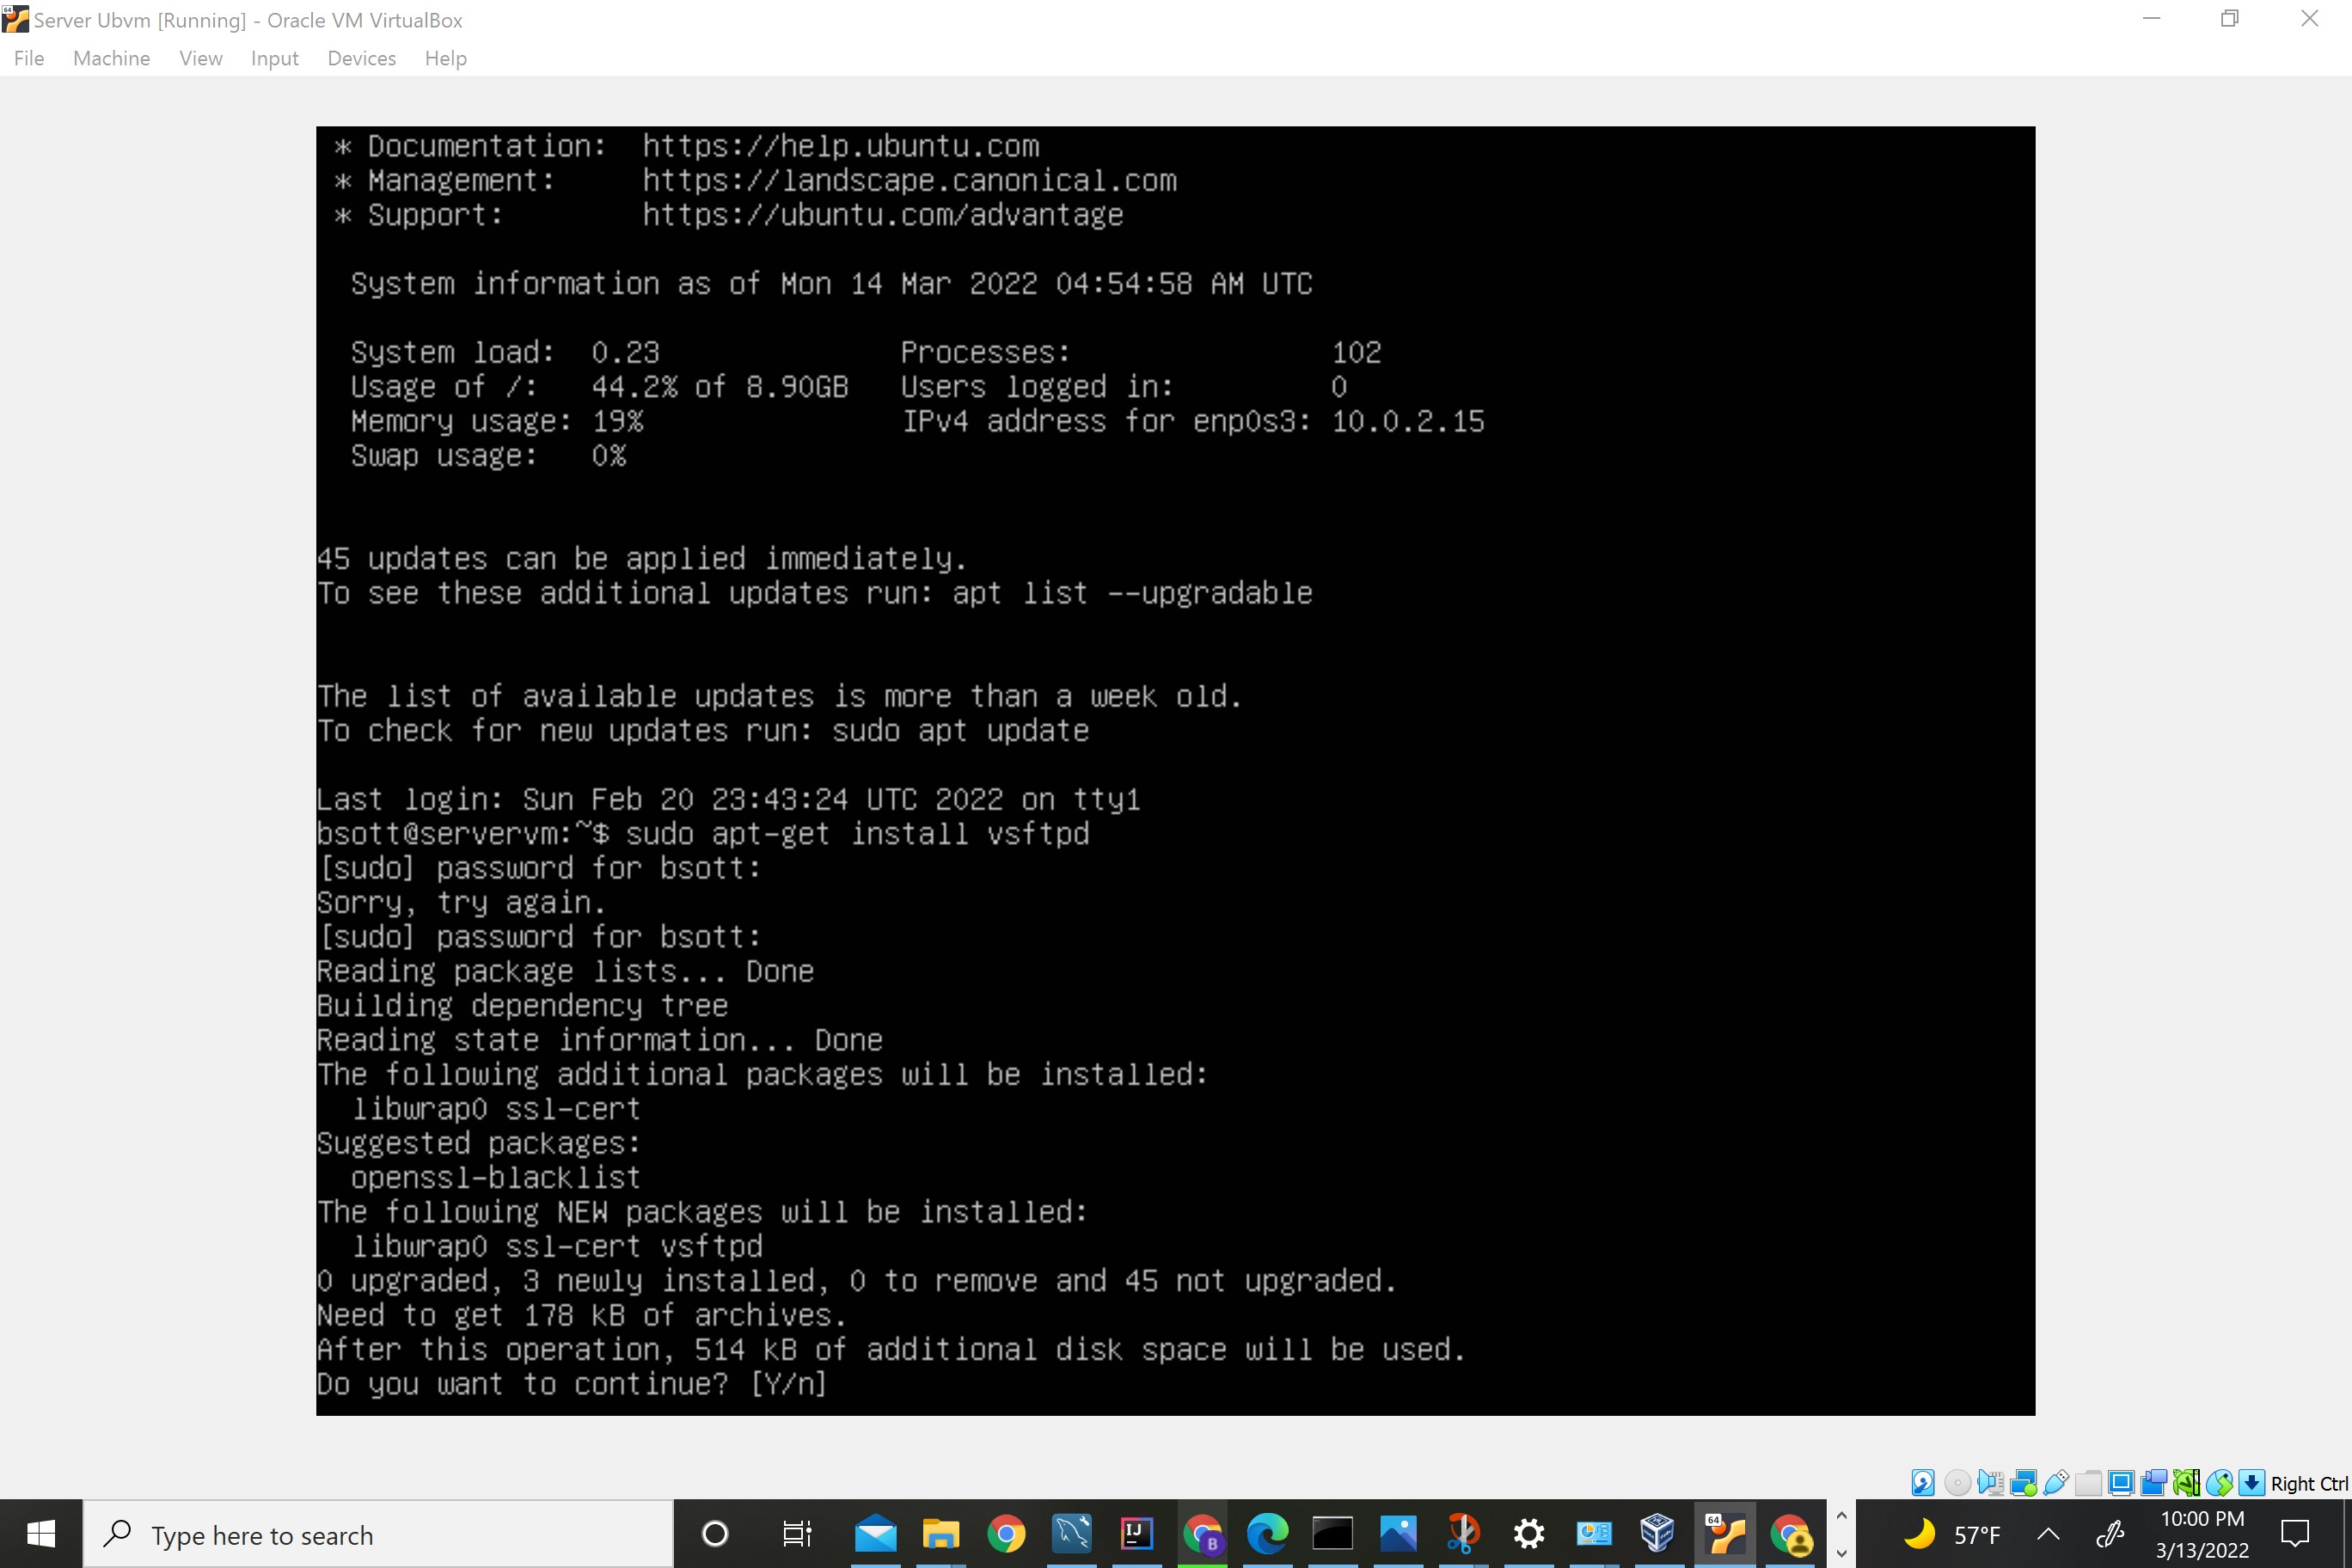 Server Ubvm [Running] - Oracle VM VirtualBox
File Machine View Input Devices Help
* Documentation: https://help.ubuntu.com
* Management: https://landscape.canonical.com
* Support: https://ubuntu.com/advantage
System information as of Mon 14 Mar 2022 04:54:58 AM UTC
System load: 0.23 Processes: 102
Usage of /: 44.2% of 8.90GB Users logged in: 0
Memory usage: 19% IPv4 address for enp0s3: 10.0.2.15
Swap usage: 0%
45 updates can be applied immediately.
To see these additional updates run: apt list --upgradable
The list of available updates is more than a week old.
To check for new updates run: sudo apt update
Last login: Sun Feb 20 23:43:24 UTC 2022 on tty1
bsott@servervm:~$ sudo apt-get install vsftpd
[sudo] password for bsott:
Sorry, try again.
[sudo] password for bsott:
Reading package lists... Done
Building dependency tree
Reading state information... Done
The following additional packages will be installed:
libwrap0 ssl-cert
Suggested packages:
openssl-blacklist
The following NEW packages will be installed:
libwrap0 ssl-cert vsftpd
0 upgraded, 3 newly installed, 0 to remove and 45 not upgraded.
Need to get 178 kB of archives.
After this operation, 514 kB of additional disk space will be used.
Do you want to continue? [Y/n]
Right Ctrl
Type here to search
IJ
B
64
57°F
10:00 PM
3/13/2022